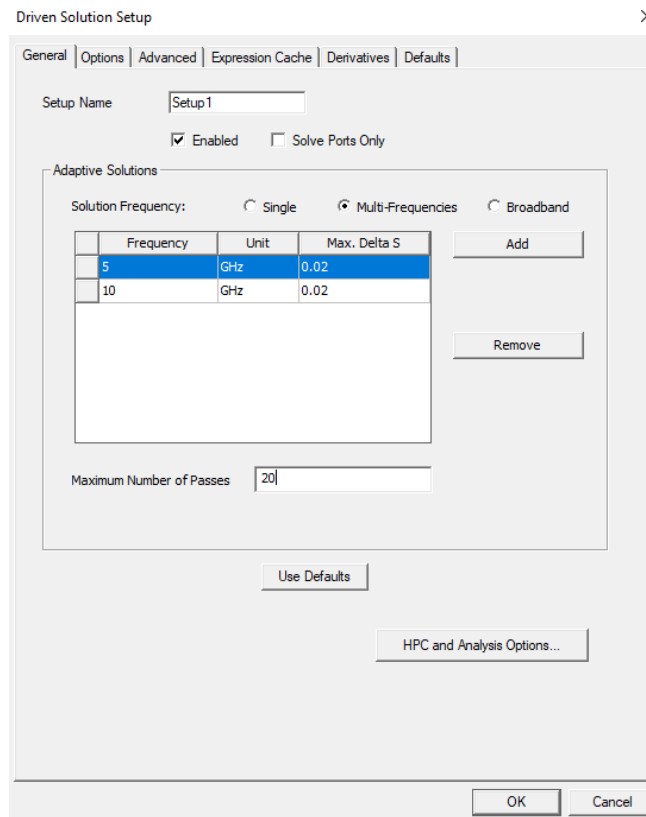 Driven Solution Setup
General Options Advanced Expression Cache Derivatives Defaults
Setup Name Setup1
Enabled Solve Ports Only
Adaptive Solutions
Solution Frequency: Single Multi-Frequencies Broadband
Frequency Unit Max. Delta S Add
5 GHz 0.02
10 GHz 0.02
Remove
Maximum Number of Passes 20
Use Defaults
HPC and Analysis Options...
OK Cancel